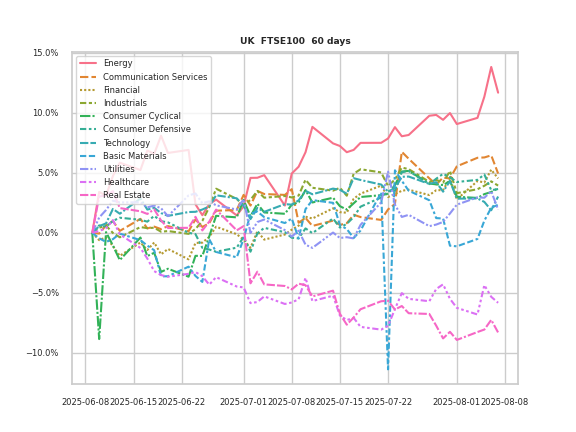 UK FTSE100 60 days
15.0%
10.0%
5.0%
0.0%
−5.0%
−10.0%
Energy
Communication Services
Financial
Industrials
Consumer Cyclical
Consumer Defensive
Technology
Basic Materials
Utilities
Healthcare
Real Estate
2025-06-08 2025-06-15 2025-06-22 2025-07-01 2025-07-08 2025-07-15 2025-07-22 2025-08-01 2025-08-08